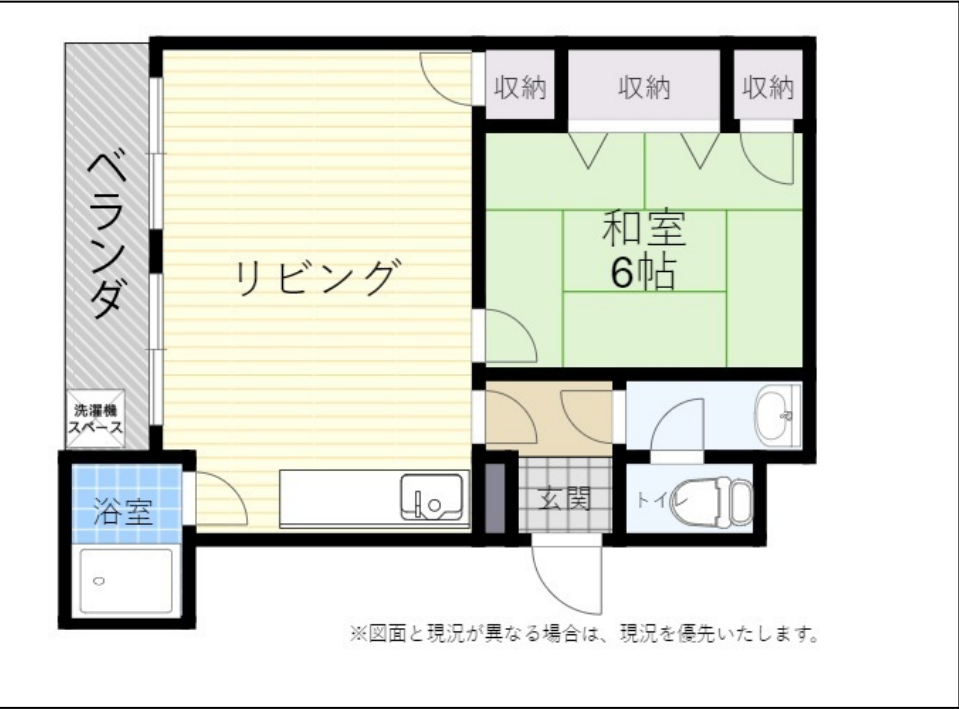 収納
収納
収納
ベランダ
和室
6帖
リビング
洗濯機
スペース
浴室
玄関
トイレ
※図面と現況が異なる場合は、現況を優先いたします。